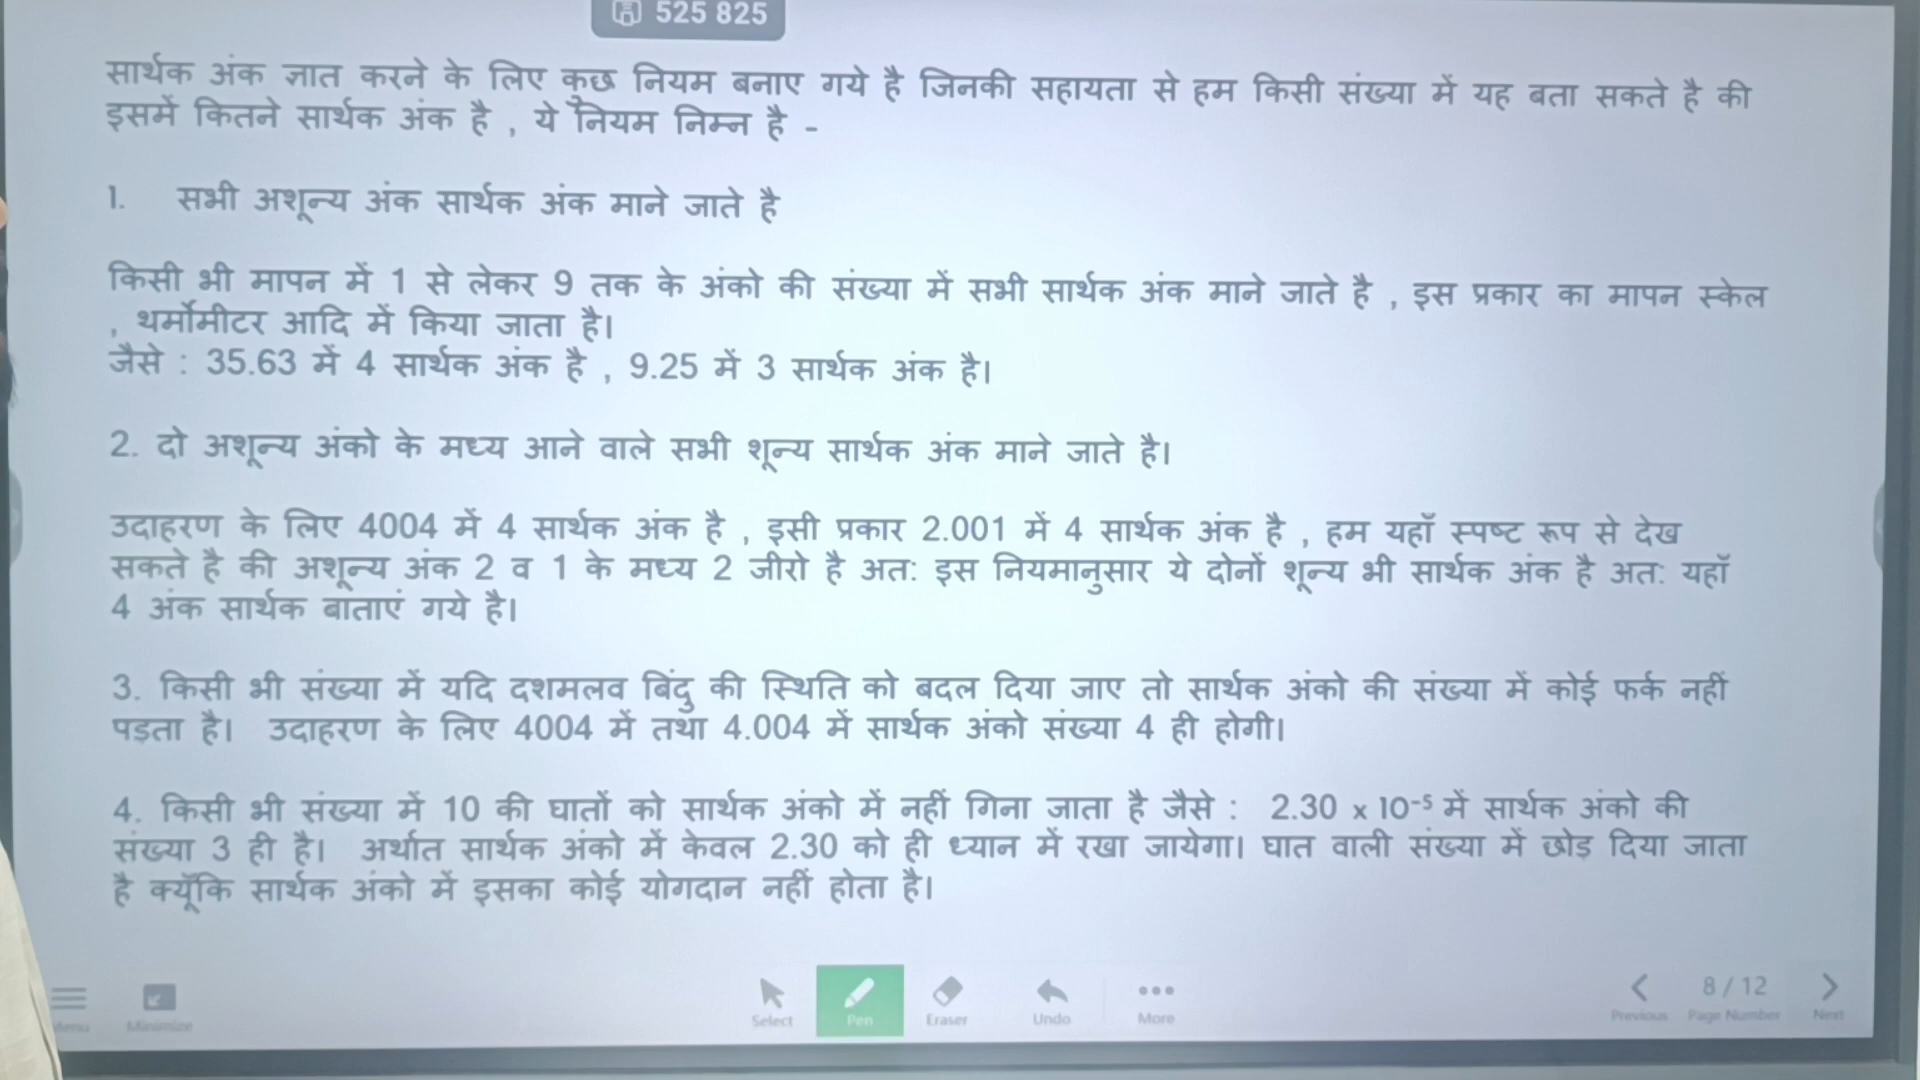 525 825
सार्थक अंक ज्ञात करने के लिए कुछ नियम बनाए गये है जिनकी सहायता से हम किसी संख्या में यह बता सकते है की
इसमें कितने सार्थक अंक है , ये नियम निम्न है -
1. सभी अशून्य अंक सार्थक अंक माने जाते है
किसी भी मापन में 1 से लेकर 9 तक के अंको की संख्या में सभी सार्थक अंक माने जाते है , इस प्रकार का मापन स्केल
, थर्मोमीटर आदि में किया जाता है।
जैसे : 35.63 में 4 सार्थक अंक है , 9.25 में 3 सार्थक अंक है।
2. दो अशून्य अंको के मध्य आने वाले सभी शून्य सार्थक अंक माने जाते है।
उदाहरण के लिए 4004 में 4 सार्थक अंक है , इसी प्रकार 2.001 में 4 सार्थक अंक है , हम यहाँ स्पष्ट रूप से देख
सकते है की अशून्य अंक 2 व 1 के मध्य 2 जीरो है अत: इस नियमानुसार ये दोनों शून्य भी सार्थक अंक है अत: यहाँ
4 अंक सार्थक बाताएं गये है।
3. किसी भी संख्या में यदि दशमलव बिंदु की स्थिति को बदल दिया जाए तो सार्थक अंको की संख्या में कोई फर्क नहीं
पड़ता है। उदाहरण के लिए 4004 में तथा 4.004 में सार्थक अंको संख्या 4 ही होगी।
4. किसी भी संख्या में 10 की घातों को सार्थक अंको में नहीं गिना जाता है जैसे : 2.30 x 10⁻⁵ में सार्थक अंको की
संख्या 3 ही है। अर्थात सार्थक अंको में केवल 2.30 को ही ध्यान में रखा जायेगा। घात वाली संख्या में छोड़ दिया जाता
है क्यूँकि सार्थक अंको में इसका कोई योगदान नहीं होता है।
Menu Minimize Select Pen Eraser Undo More Previous 8 / 12 Page Number Next